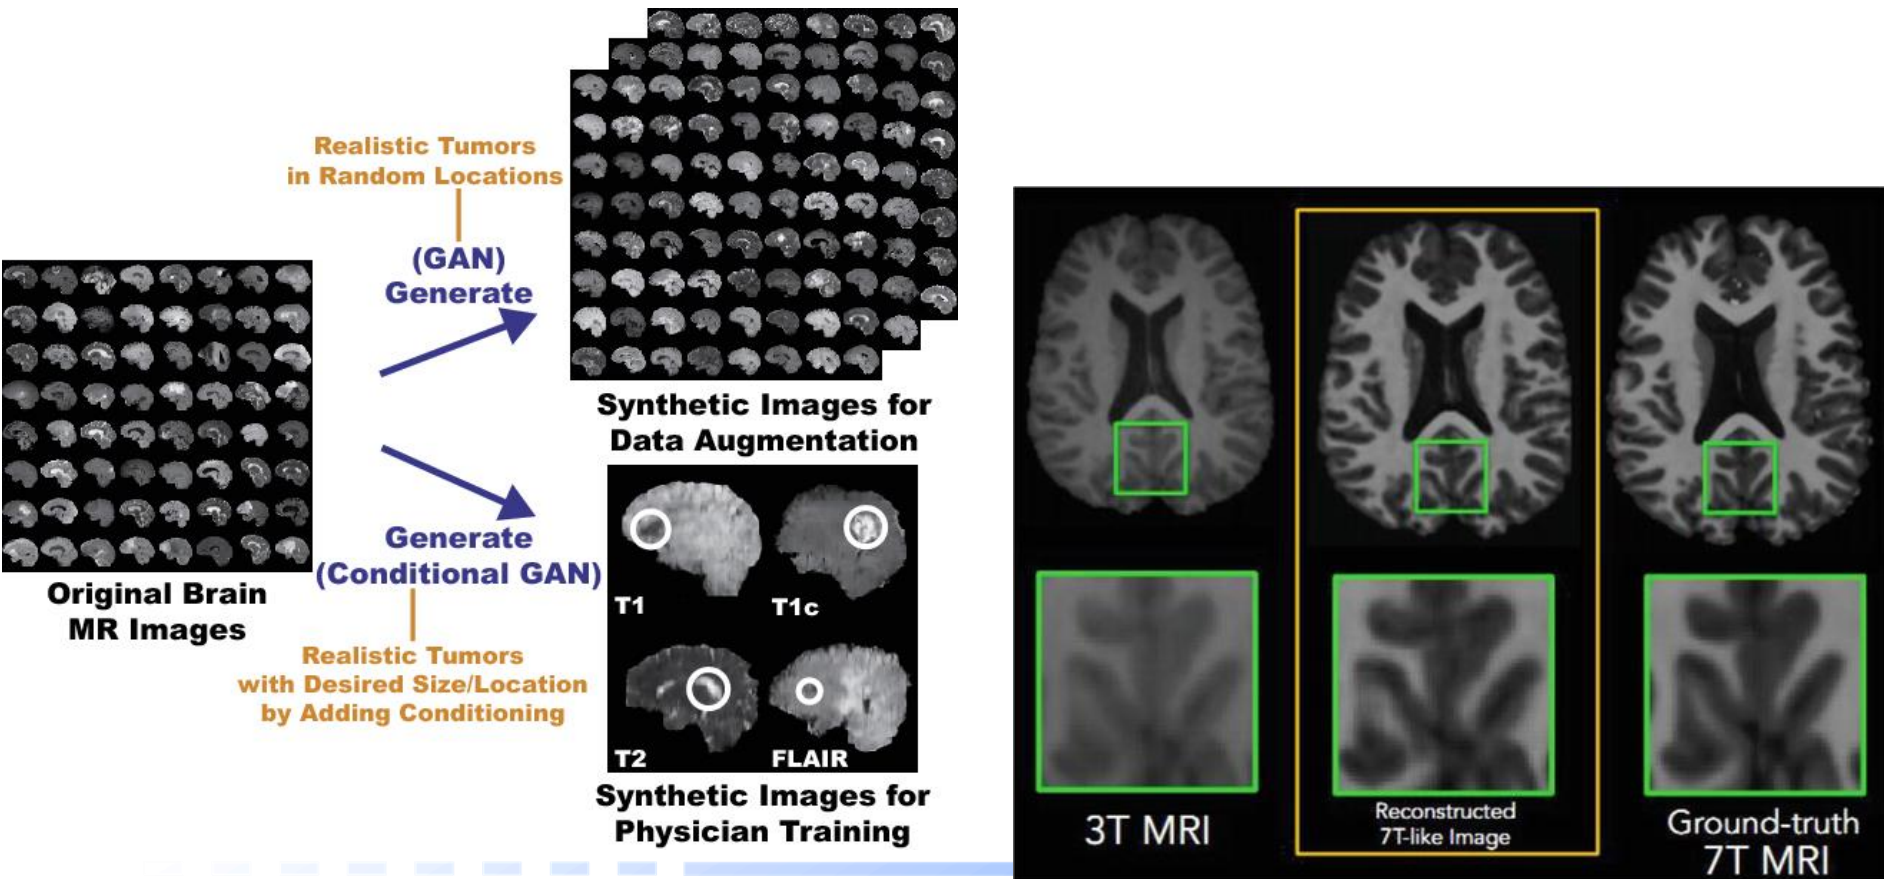 Realistic Tumors
in Random Locations
(GAN)
Generate
Synthetic Images for
Data Augmentation
Original Brain
MR Images
Generate
(Conditional GAN)
Realistic Tumors
with Desired Size/Location
by Adding Conditioning
T1
T1c
T2
FLAIR
Synthetic Images for
Physician Training
3T MRI
Reconstructed
7T-like Image
Ground-truth
7T MRI